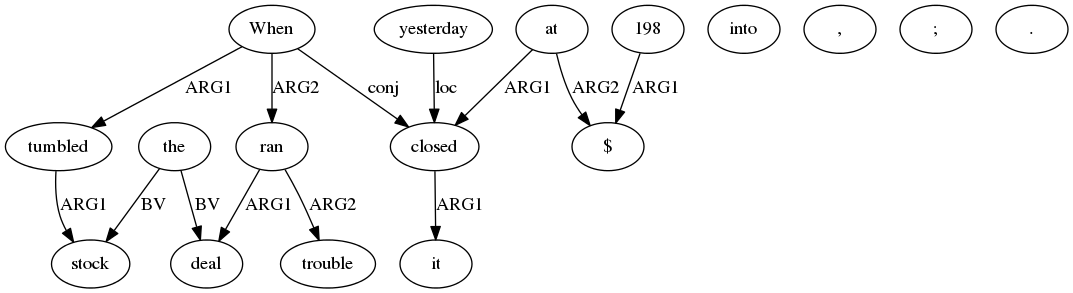 When yesterday at 198 into , ; .
ARG1 ARG2 conj loc ARG1 ARG2 ARG1
tumbled the ran closed $
ARG1 BV BV ARG1 ARG2 ARG1
stock deal trouble it